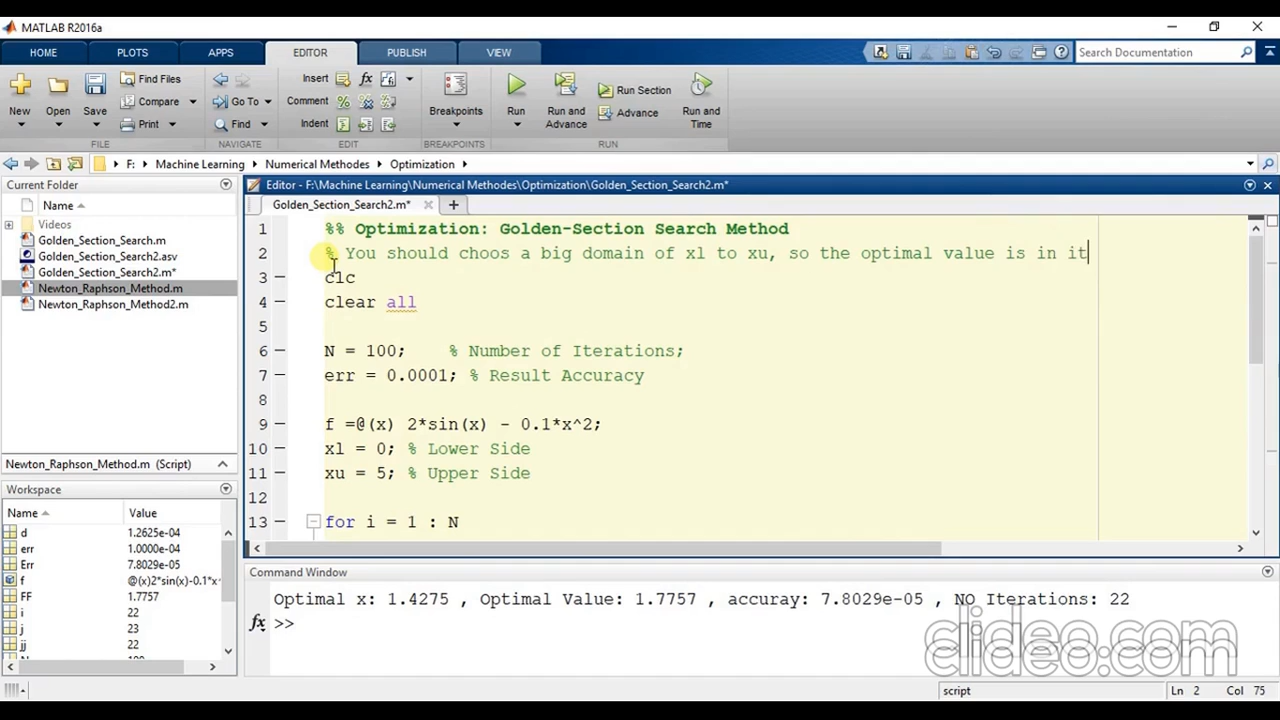 MATLAB R2016a
HOME PLOTS APPS EDITOR PUBLISH VIEW Search Documentation
New Open Save Find Files Compare Print Go To Find Insert Comment Indent Breakpoints Run Run and Advance Run Section Advance Run and Time
FILE NAVIGATE EDIT BREAKPOINTS RUN
F: Machine Learning Numerical Methodes Optimization
Current Folder
Name
Videos
Golden_Section_Search.m
Golden_Section_Search2.asv
Golden_Section_Search2.m*
Newton_Raphson_Method.m
Newton_Raphson_Method2.m
Newton_Raphson_Method.m (Script)
Workspace
Name Value
d 1.2625e-04
err 1.0000e-04
Err 7.8029e-05
f @(x)2*sin(x)-0.1*x^
FF 1.7757
i 22
j 23
jj 22
N 100
Editor - F:\Machine Learning\Numerical Methodes\Optimization\Golden_Section_Search2.m*
Golden_Section_Search2.m*
1 %% Optimization: Golden-Section Search Method
2 % You should choos a big domain of xl to xu, so the optimal value is in it
3 clc
4 clear all
5
6 N = 100; % Number of Iterations;
7 err = 0.0001; % Result Accuracy
8
9 f =@(x) 2*sin(x) - 0.1*x^2;
10 xl = 0; % Lower Side
11 xu = 5; % Upper Side
12
13 for i = 1 : N
Command Window
Optimal x: 1.4275 , Optimal Value: 1.7757 , accuray: 7.8029e-05 , NO Iterations: 22
fx >>
clideo.com
clideo.com
script Ln 2 Col 75